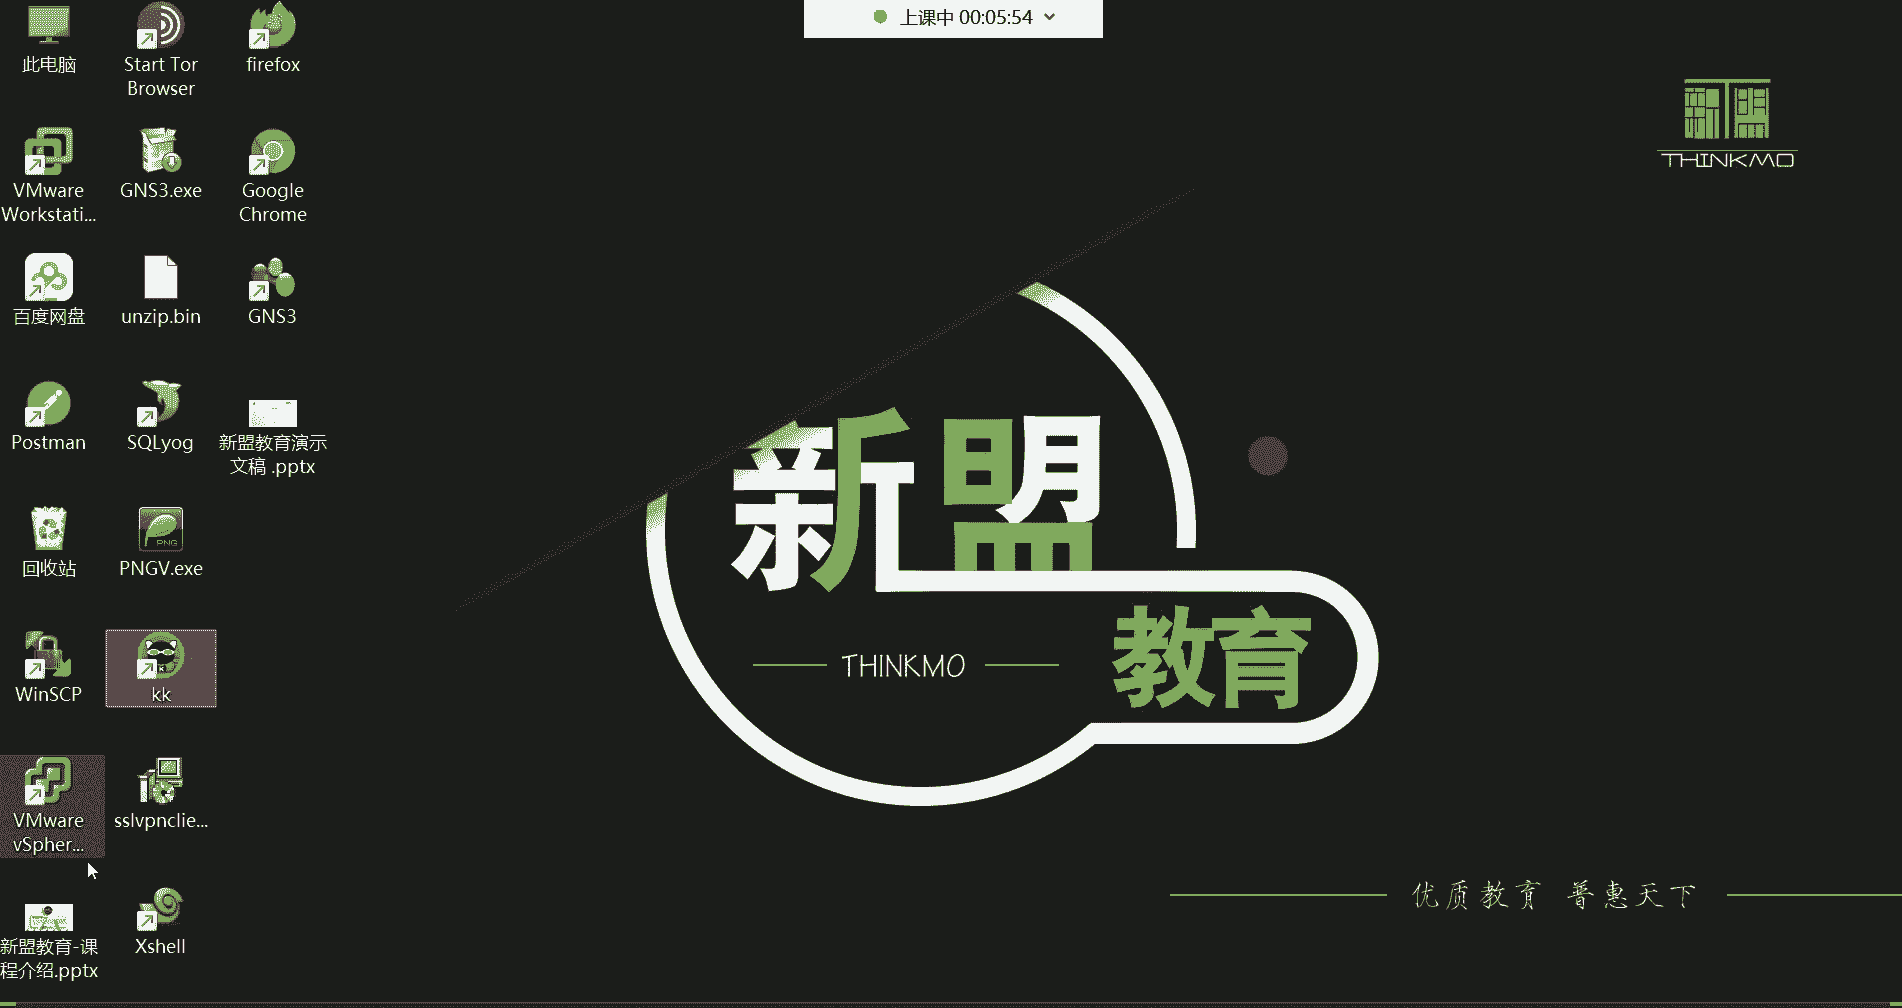 上课中 00:05:54
此电脑
Start Tor
Browser
firefox
THINKMO
VMware
Workstati...
GNS3.exe
Google
Chrome
百度网盘
unzip.bin
GNS3
Postman
SQLyog
新盟教育演示
文稿 .pptx
新盟
回收站
PNG
PNGV.exe
教育
THINKMO
WinSCP
kk
VMware
vSpher...
sslvpnclie...
优质教育 普惠天下
新盟教育-课
程介绍.pptx
Xshell